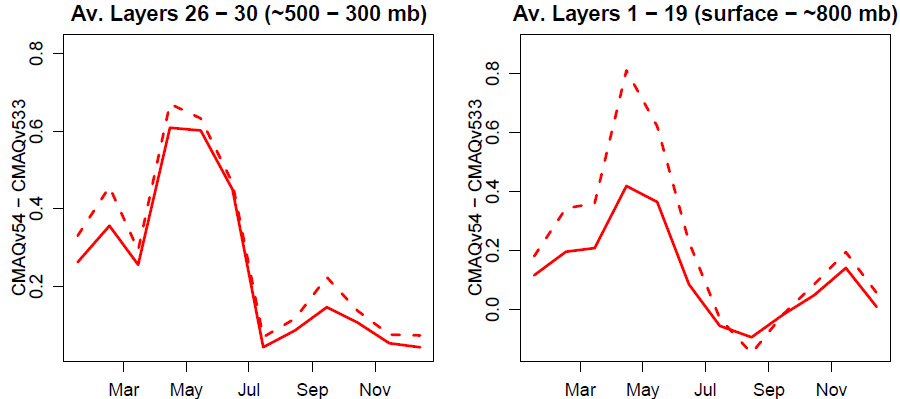 Av. Layers 26 − 30 (~500 − 300 mb)
CMAQv54 − CMAQv533
0.8
0.6
0.4
0.2
Mar May Jul Sep Nov
Av. Layers 1 − 19 (surface − ~800 mb)
CMAQv54 − CMAQv533
0.8
0.6
0.4
0.2
0.0
Mar May Jul Sep Nov